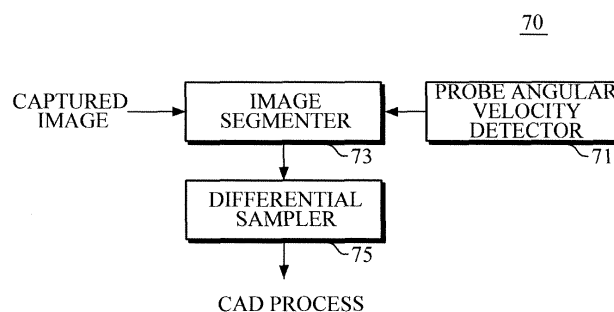 70
CAPTURED
IMAGE
IMAGE
SEGMENTER
73
PROBE ANGULAR
VELOCITY
DETECTOR
71
DIFFERENTIAL
SAMPLER
75
CAD PROCESS